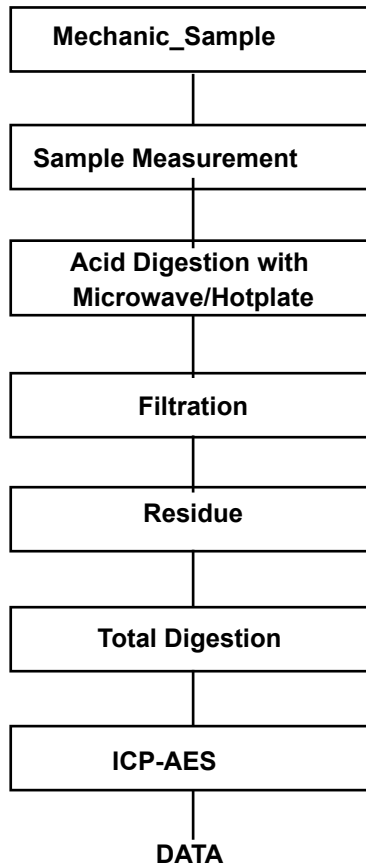 Mechanic_Sample
Sample Measurement
Acid Digestion with
Microwave/Hotplate
Filtration
Residue
Total Digestion
ICP-AES
DATA